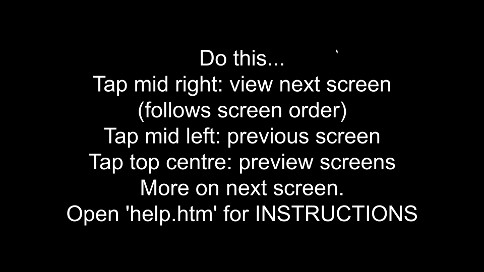 Do this...
Tap mid right: view next screen
(follows screen order)
Tap mid left: previous screen
Tap top centre: preview screens
More on next screen.
Open 'help.htm' for INSTRUCTIONS